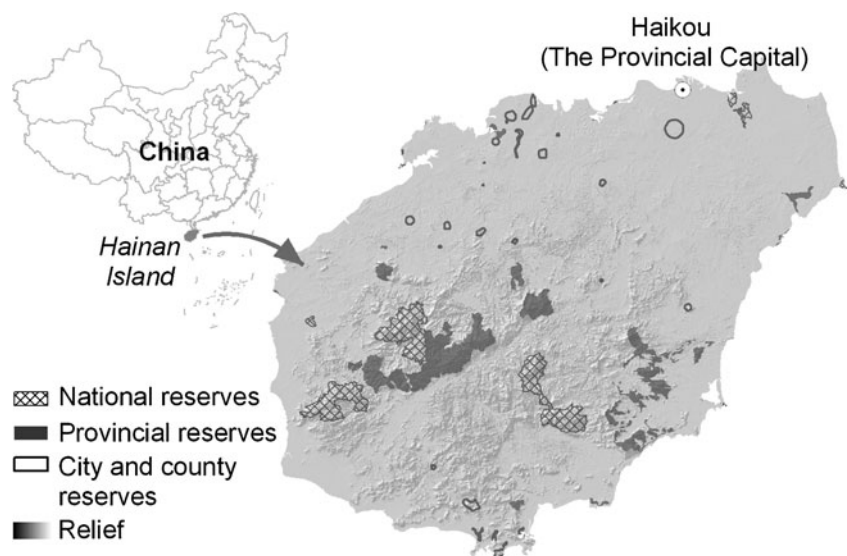 Haikou
(The Provincial Capital)
China
Hainan
Island
National reserves
Provincial reserves
City and county
reserves
Relief